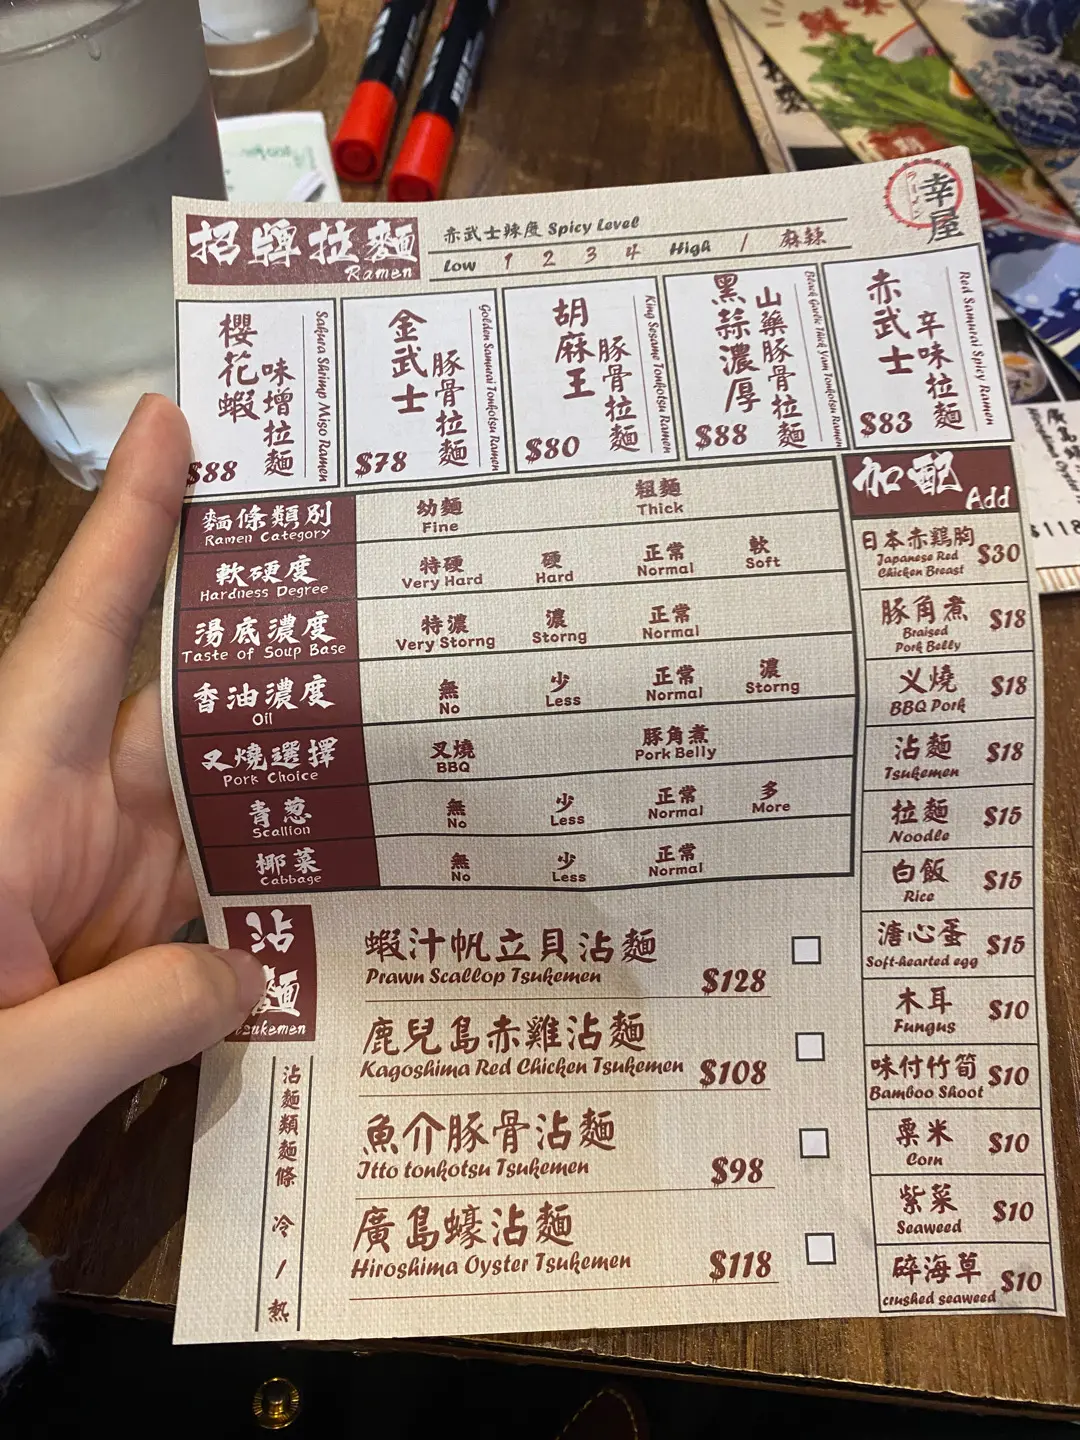 招牌拉麵
Ramen
赤武士辣度 Spicy Level
Low 1 2 3 4 High / 麻辣
幸屋
ラーメン
櫻花蝦
味增拉麵
Sakura Shrimp Miso Ramen
$88
金武士
豚骨拉麵
Golden Samurai Tonkotsu Ramen
$78
胡麻王
豚骨拉麵
King Sesame Tonkotsu Ramen
$80
黑蒜濃厚
山藥豚骨拉麵
Black Garlic Thick Yam Tonkotsu Ramen
$88
赤武士
辛味拉麵
Red Samurai Spicy Ramen
$83
麵條類別
Ramen Category
幼麵 粗麵
Fine Thick
軟硬度
Hardness Degree
特硬 硬 正常 軟
Very Hard Hard Normal Soft
湯底濃度
Taste of Soup Base
特濃 濃 正常
Very Storng Storng Normal
香油濃度
Oil
無 少 正常 濃
No Less Normal Storng
叉燒選擇
Pork Choice
叉燒 豚角煮
BBQ Pork Belly
青葱
Scallion
無 少 正常 多
No Less Normal More
椰菜
Cabbage
無 少 正常
No Less Normal
加配
Add
日本赤鶏胸
Japanese Red
Chicken Breast
$30
豚角煮
Braised
Pork Belly
$18
义燒
BBQ Pork
$18
沾麵
Tsukemen
$18
拉麵
Noodle
$15
白飯
Rice
$15
溏心蛋
Soft-hearted egg
$15
木耳
Fungus
$10
味付竹筍
Bamboo Shoot
$10
粟米
Corn
$10
紫菜
Seaweed
$10
碎海草
crushed seaweed
$10
沾麵
Tsukemen
沾麵類麵條 冷/熱
蝦汁帆立貝沾麵
Prawn Scallop Tsukemen $128
鹿兒島赤雞沾麵
Kagoshima Red Chicken Tsukemen $108
魚介豚骨沾麵
Itto tonkotsu Tsukemen $98
廣島蠔沾麵
Hiroshima Oyster Tsukemen $118
$118